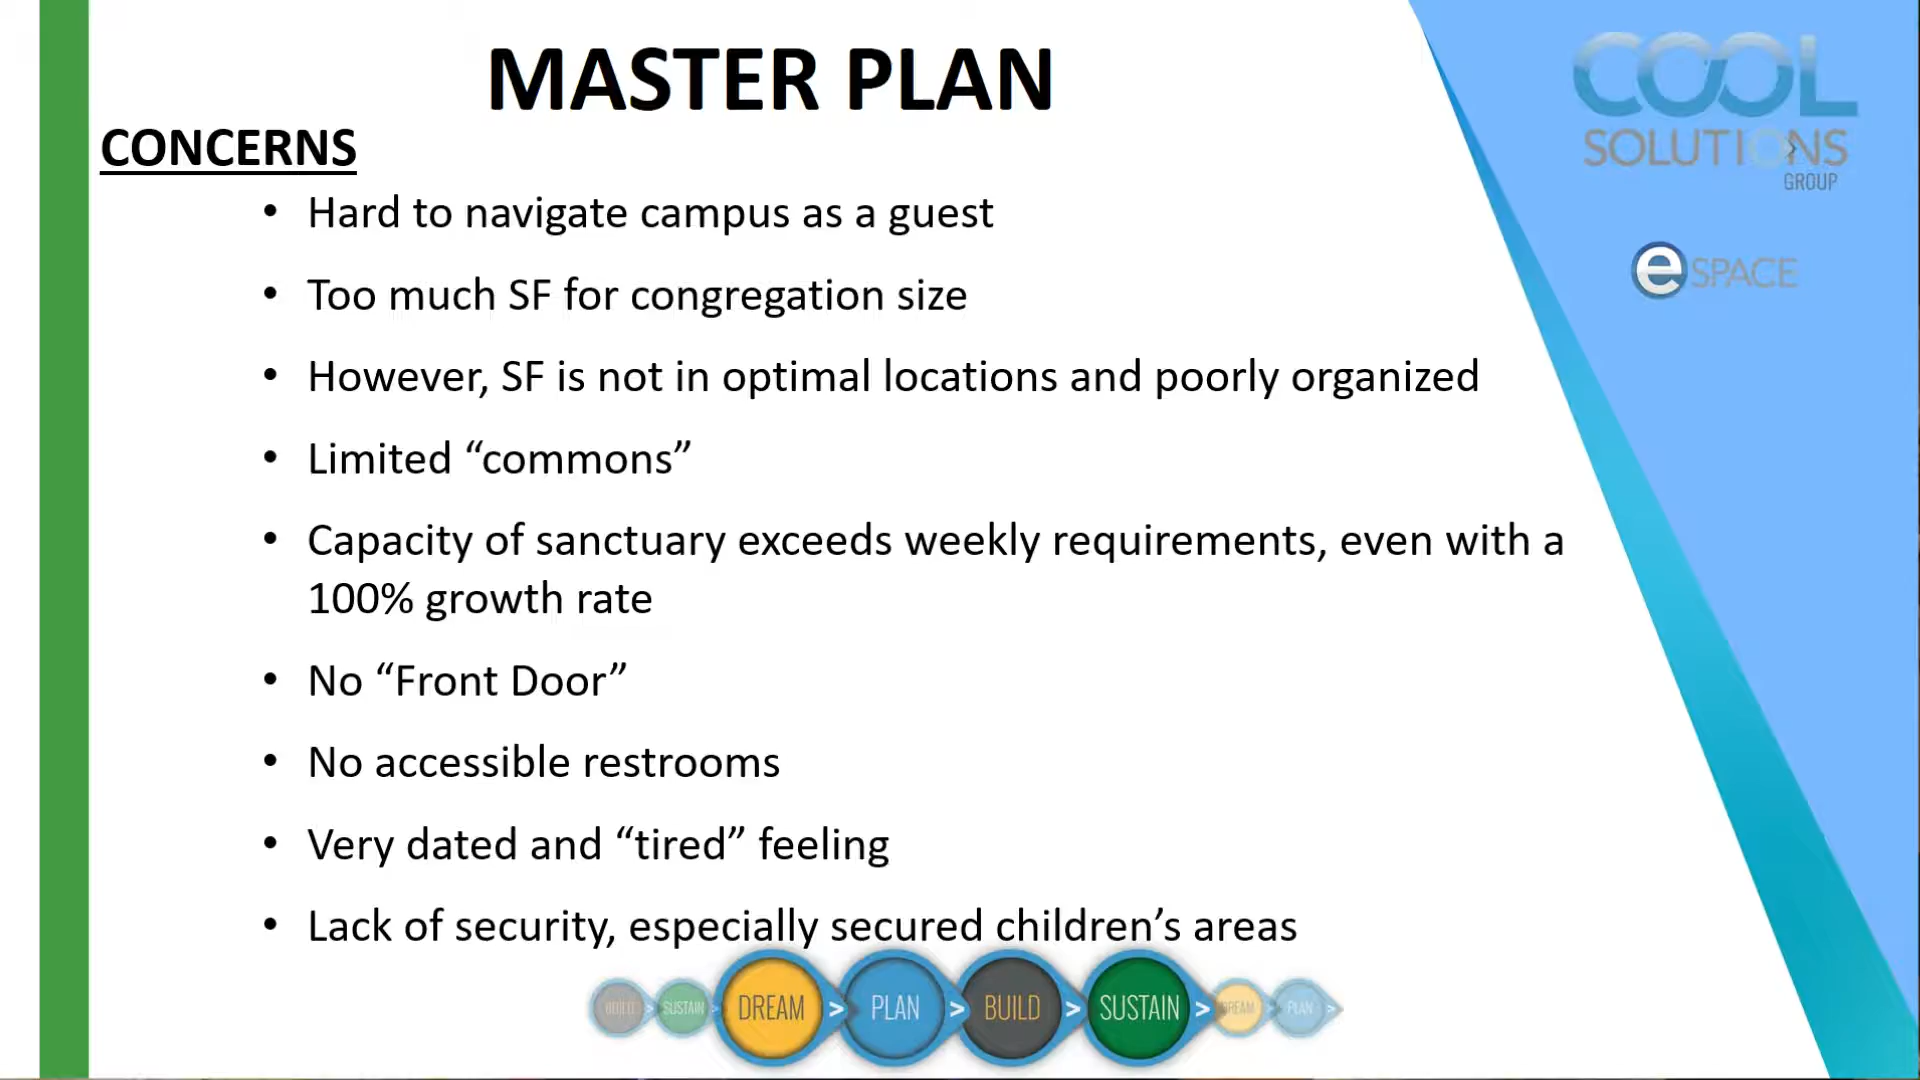 MASTER PLAN
CONCERNS
• Hard to navigate campus as a guest
• Too much SF for congregation size
• However, SF is not in optimal locations and poorly organized
• Limited “commons”
• Capacity of sanctuary exceeds weekly requirements, even with a
100% growth rate
• No “Front Door”
• No accessible restrooms
• Very dated and “tired” feeling
• Lack of security, especially secured children’s areas
COOL
SOLUTIONS
GROUP
eSPACE
BUILD > SUSTAIN > DREAM > PLAN > BUILD > SUSTAIN > DREAM > PLAN >